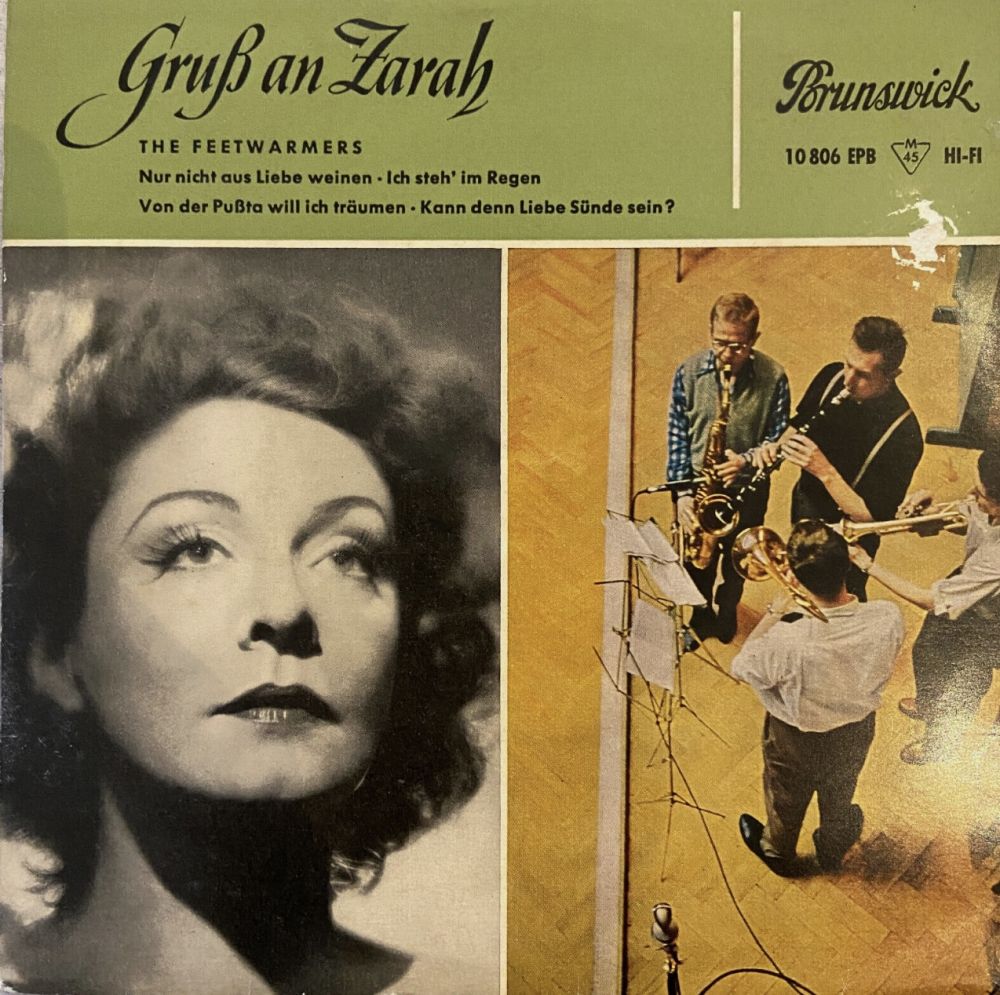 Gruß an Zarah
THE FEETWARMERS
Nur nicht aus Liebe weinen · Ich steh' im Regen
Von der Pußta will ich träumen · Kann denn Liebe Sünde sein?
Brunswick
10 806 EPB M 45 HI-FI